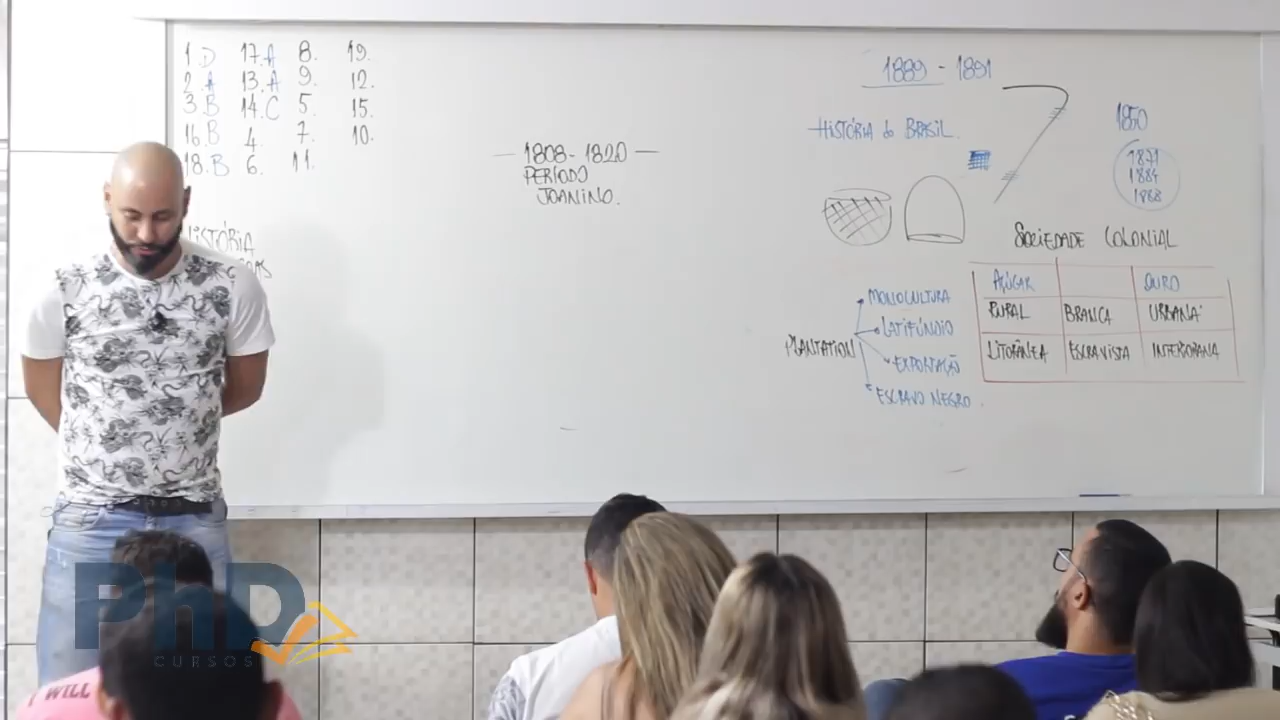 1.D 17.A 8. 19.
2.A 13.A 9. 12.
3.B 14.C 5. 15.
16.B 4. 7. 10.
18.B 6. 11.
HISTÓRIA
1808 - 1820
PERÍODO
JOANINO.
1889 - 1891
HISTÓRIA do BRASIL.
1850
1871
1884
1888
SOCIEDADE COLONIAL
AÇÚCAR OURO
RURAL BRANCA URBANA
LITORÂNEA ESCRAVISTA INTERIORANA
PLANTATION
MONOCULTURA
LATIFÚNDIO
EXPORTAÇÃO
ESCRAVO NEGRO.
PhD
CURSOS
I WILL